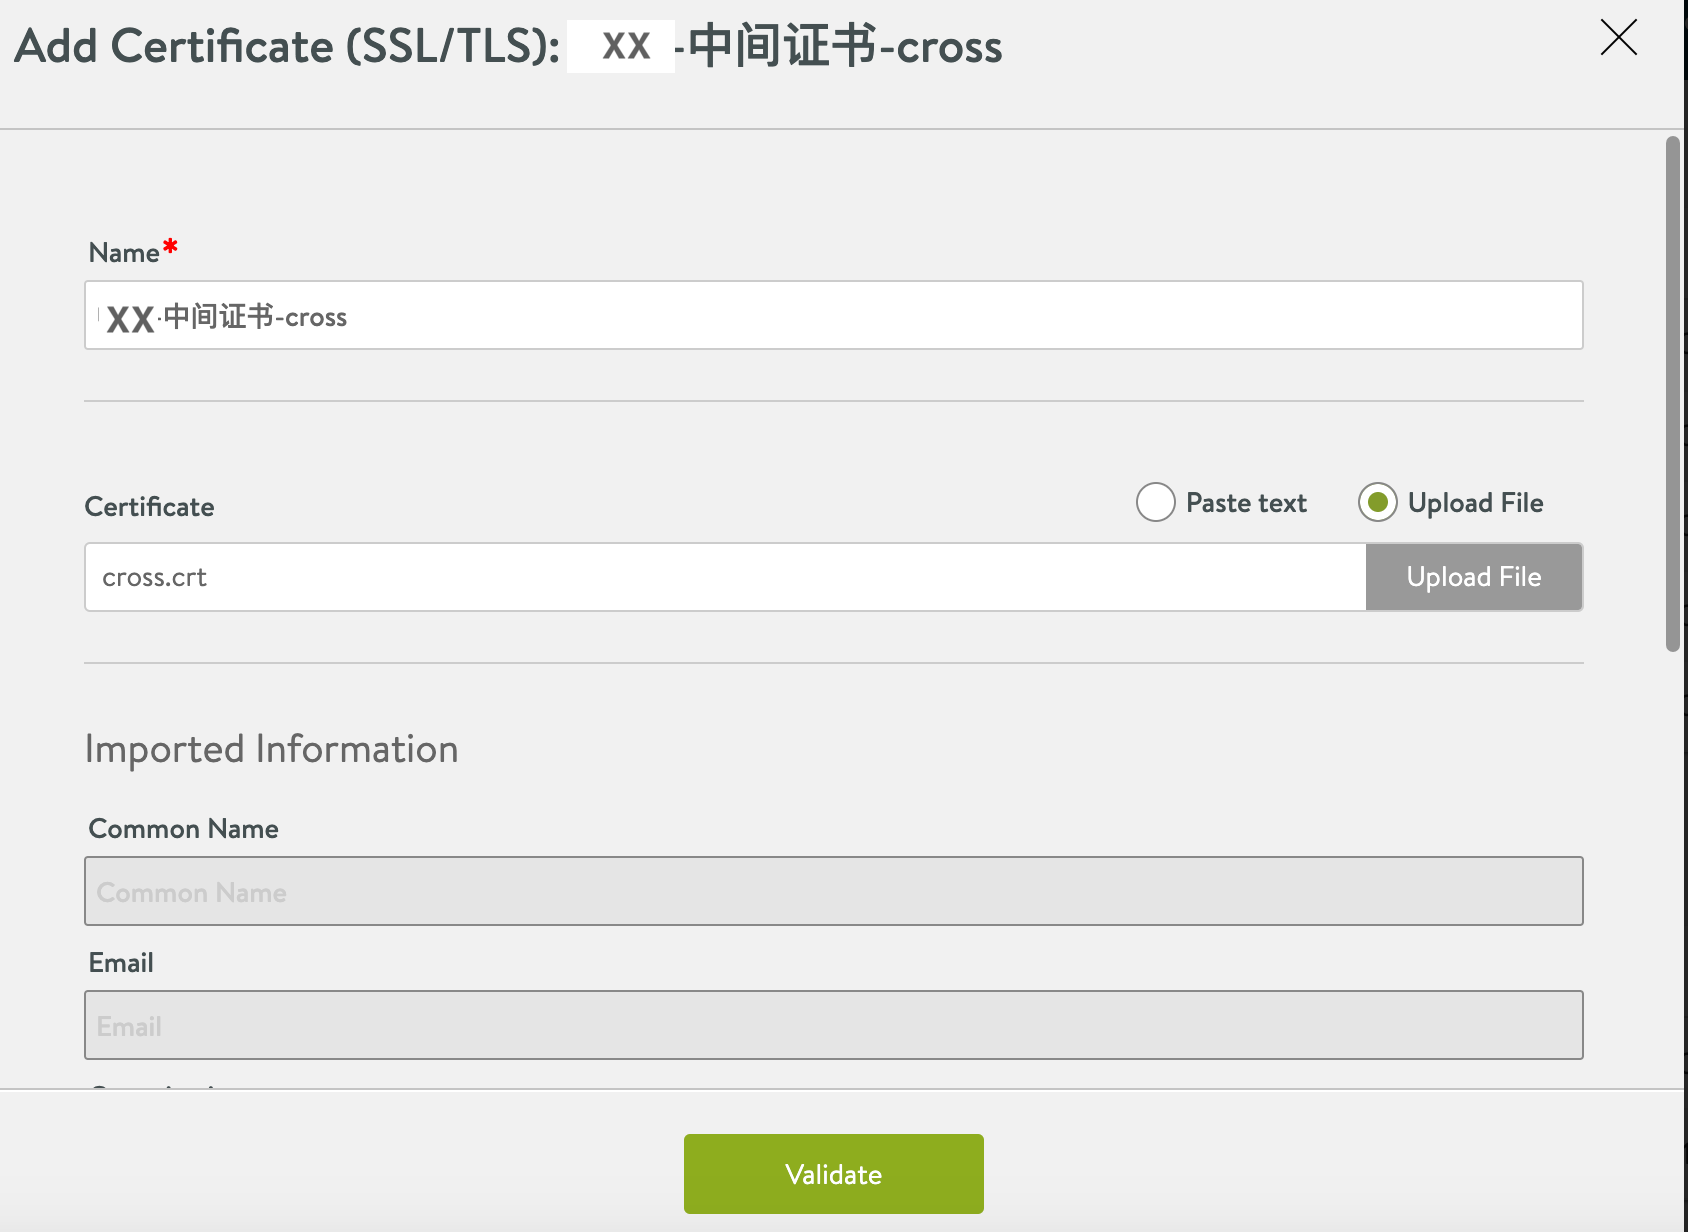 Add Certificate (SSL/TLS): XX -中间证书-cross
Name*
XX-中间证书-cross
Certificate
Paste text
Upload File
cross.crt
Upload File
Imported Information
Common Name
Common Name
Email
Email
Validate